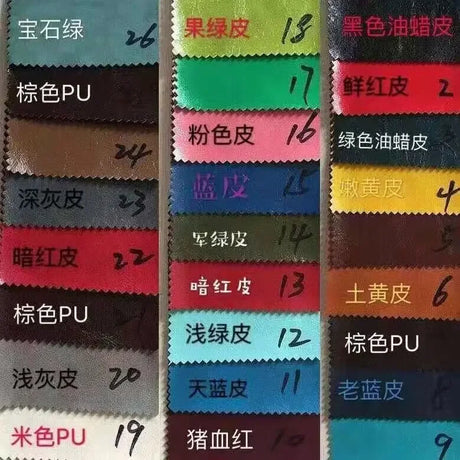 宝石绿 26
棕色PU
24
深灰皮 23
暗红皮 22
棕色PU 21
浅灰皮 20
米色PU 19
果绿皮 18
17
粉色皮 16
蓝皮 15
军绿皮 14
暗红皮 13
浅绿皮 12
天蓝皮 11
猪血红 10
黑色油蜡皮
鲜红皮 2
绿色油蜡皮 3
嫩黄皮 4
5
土黄皮 6
棕色PU
老蓝皮 8
9